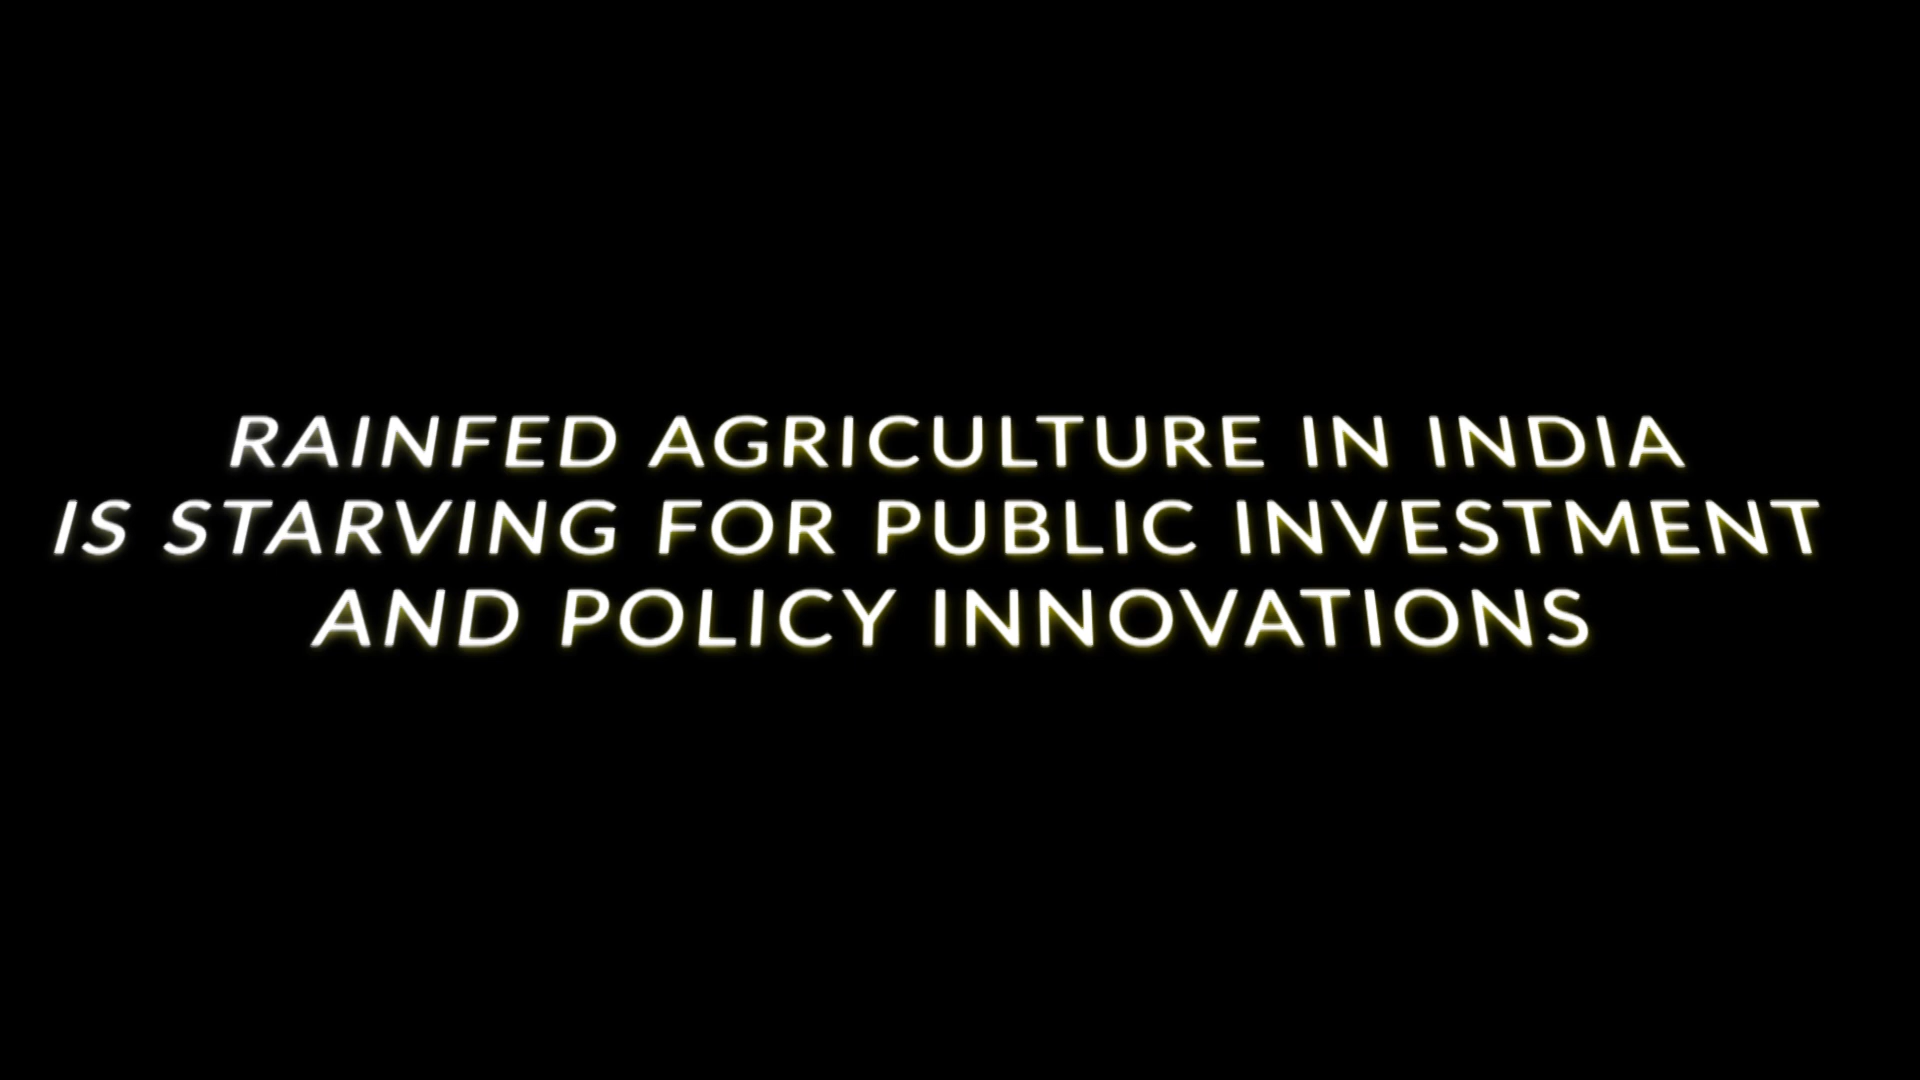 RAINFED AGRICULTURE IN INDIA
IS STARVING FOR PUBLIC INVESTMENT
AND POLICY INNOVATIONS